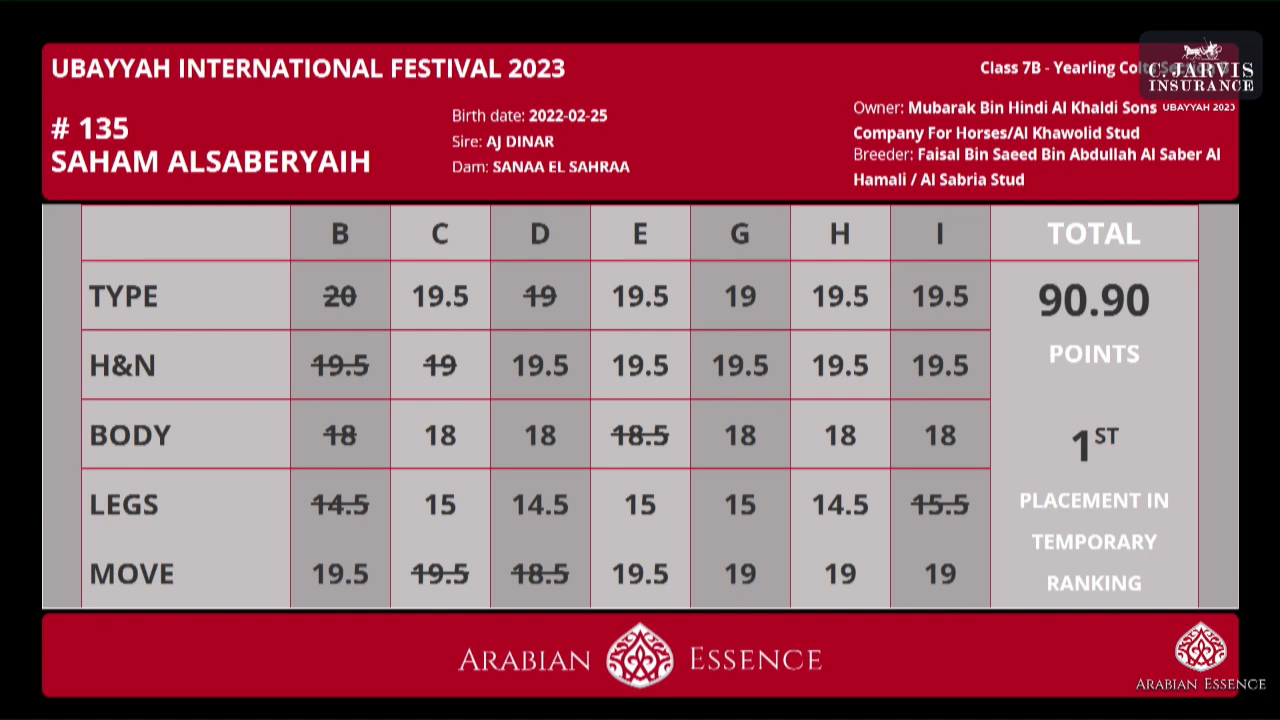 UBAYYAH INTERNATIONAL FESTIVAL 2023
Class 7B - Yearling Colts
C.JARVIS
INSURANCE
UBAYYAH 2023
# 135
SAHAM ALSABERYAIH
Birth date: 2022-02-25
Sire: AJ DINAR
Dam: SANAA EL SAHRAA
Owner: Mubarak Bin Hindi Al Khaldi Sons
Company For Horses/Al Khawolid Stud
Breeder: Faisal Bin Saeed Bin Abdullah Al Saber Al
Hamali / Al Sabria Stud
B C D E G H I TOTAL
TYPE 20 19.5 19 19.5 19 19.5 19.5
H&N 19.5 19 19.5 19.5 19.5 19.5 19.5
BODY 18 18 18 18.5 18 18 18
LEGS 14.5 15 14.5 15 15 14.5 15.5
MOVE 19.5 19.5 18.5 19.5 19 19 19
90.90
POINTS
1ST
PLACEMENT IN
TEMPORARY
RANKING
ARABIAN ESSENCE
ARABIAN ESSENCE